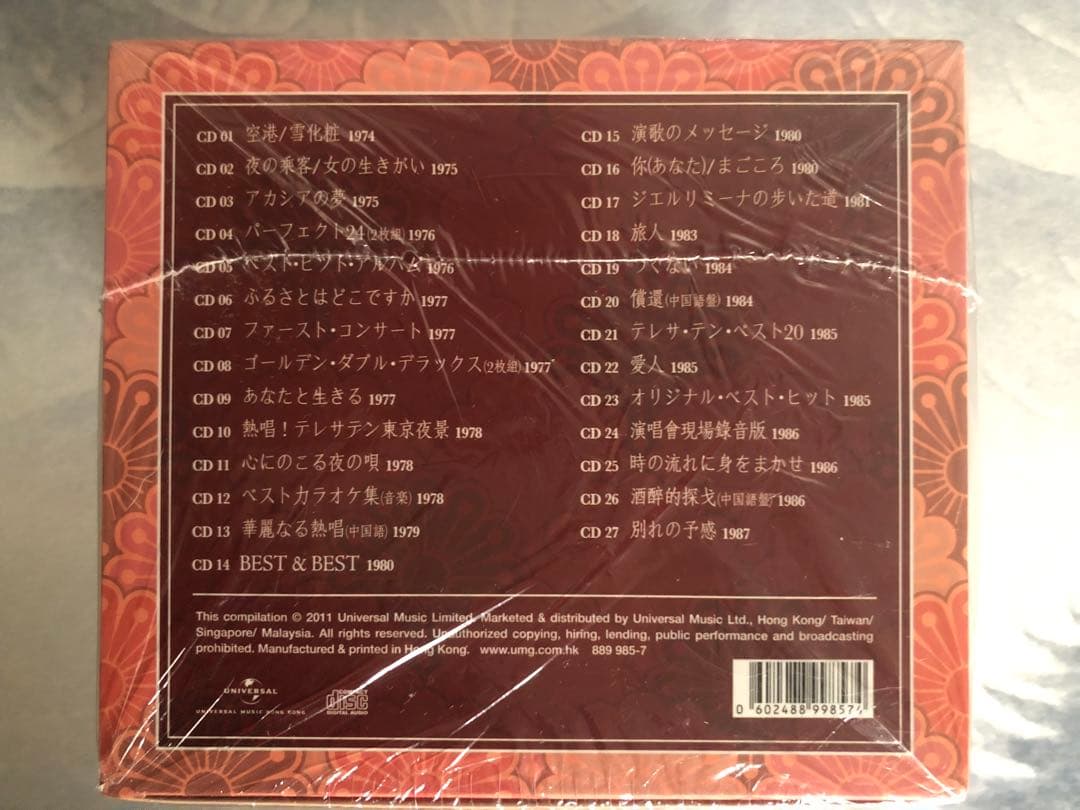 CD 01 空港/雪化粧 1974
CD 02 夜の乘客/女の生きがい 1975
CD 03 アカシアの夢 1975
CD 04 パーフェクト24(2枚組) 1976
CD 05 ベスト・ヒット・アルバム 1976
CD 06 ふるさとはどこですか 1977
CD 07 ファースト・コンサート 1977
CD 08 ゴールデン・ダブル・デラックス(2枚組) 1977
CD 09 あなたと生きる 1977
CD 10 熱唱！テレサテン東京夜景 1978
CD 11 心にのこる夜の唄 1978
CD 12 ベストカラオケ集(音楽) 1978
CD 13 華麗なる熱唱(中国語) 1979
CD 14 BEST & BEST 1980
CD 15 演歌のメッセージ 1980
CD 16 你(あなた)/まごころ 1980
CD 17 ジエルリミーナの歩いた道 1981
CD 18 旅人 1983
CD 19 つぐない 1984
CD 20 償還(中国語盤) 1984
CD 21 テレサ・テン・ベスト20 1985
CD 22 愛人 1985
CD 23 オリジナル・ベスト・ヒット 1985
CD 24 演唱會現場錄音版 1986
CD 25 時の流れに身をまかせ 1986
CD 26 酒醉的探戈(中国語盤) 1986
CD 27 別れの予感 1987
This compilation © 2011 Universal Music Limited. Marketed & distributed by Universal Music Ltd., Hong Kong/ Taiwan/
Singapore/ Malaysia. All rights reserved. Unauthorized copying, hiring, lending, public performance and broadcasting
prohibited. Manufactured & printed in Hong Kong. www.umg.com.hk 889 985-7
UNIVERSAL
UNIVERSAL MUSIC HONG KONG
COMPACT
disc
DIGITAL AUDIO
D 602488 998574